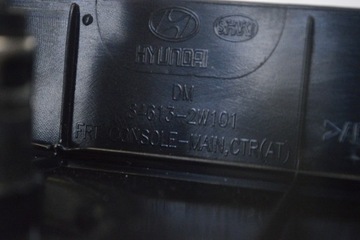 HYUNDAI
DM
84613-2W101
FRT CONSOLE-MAIN,CTR(AT)